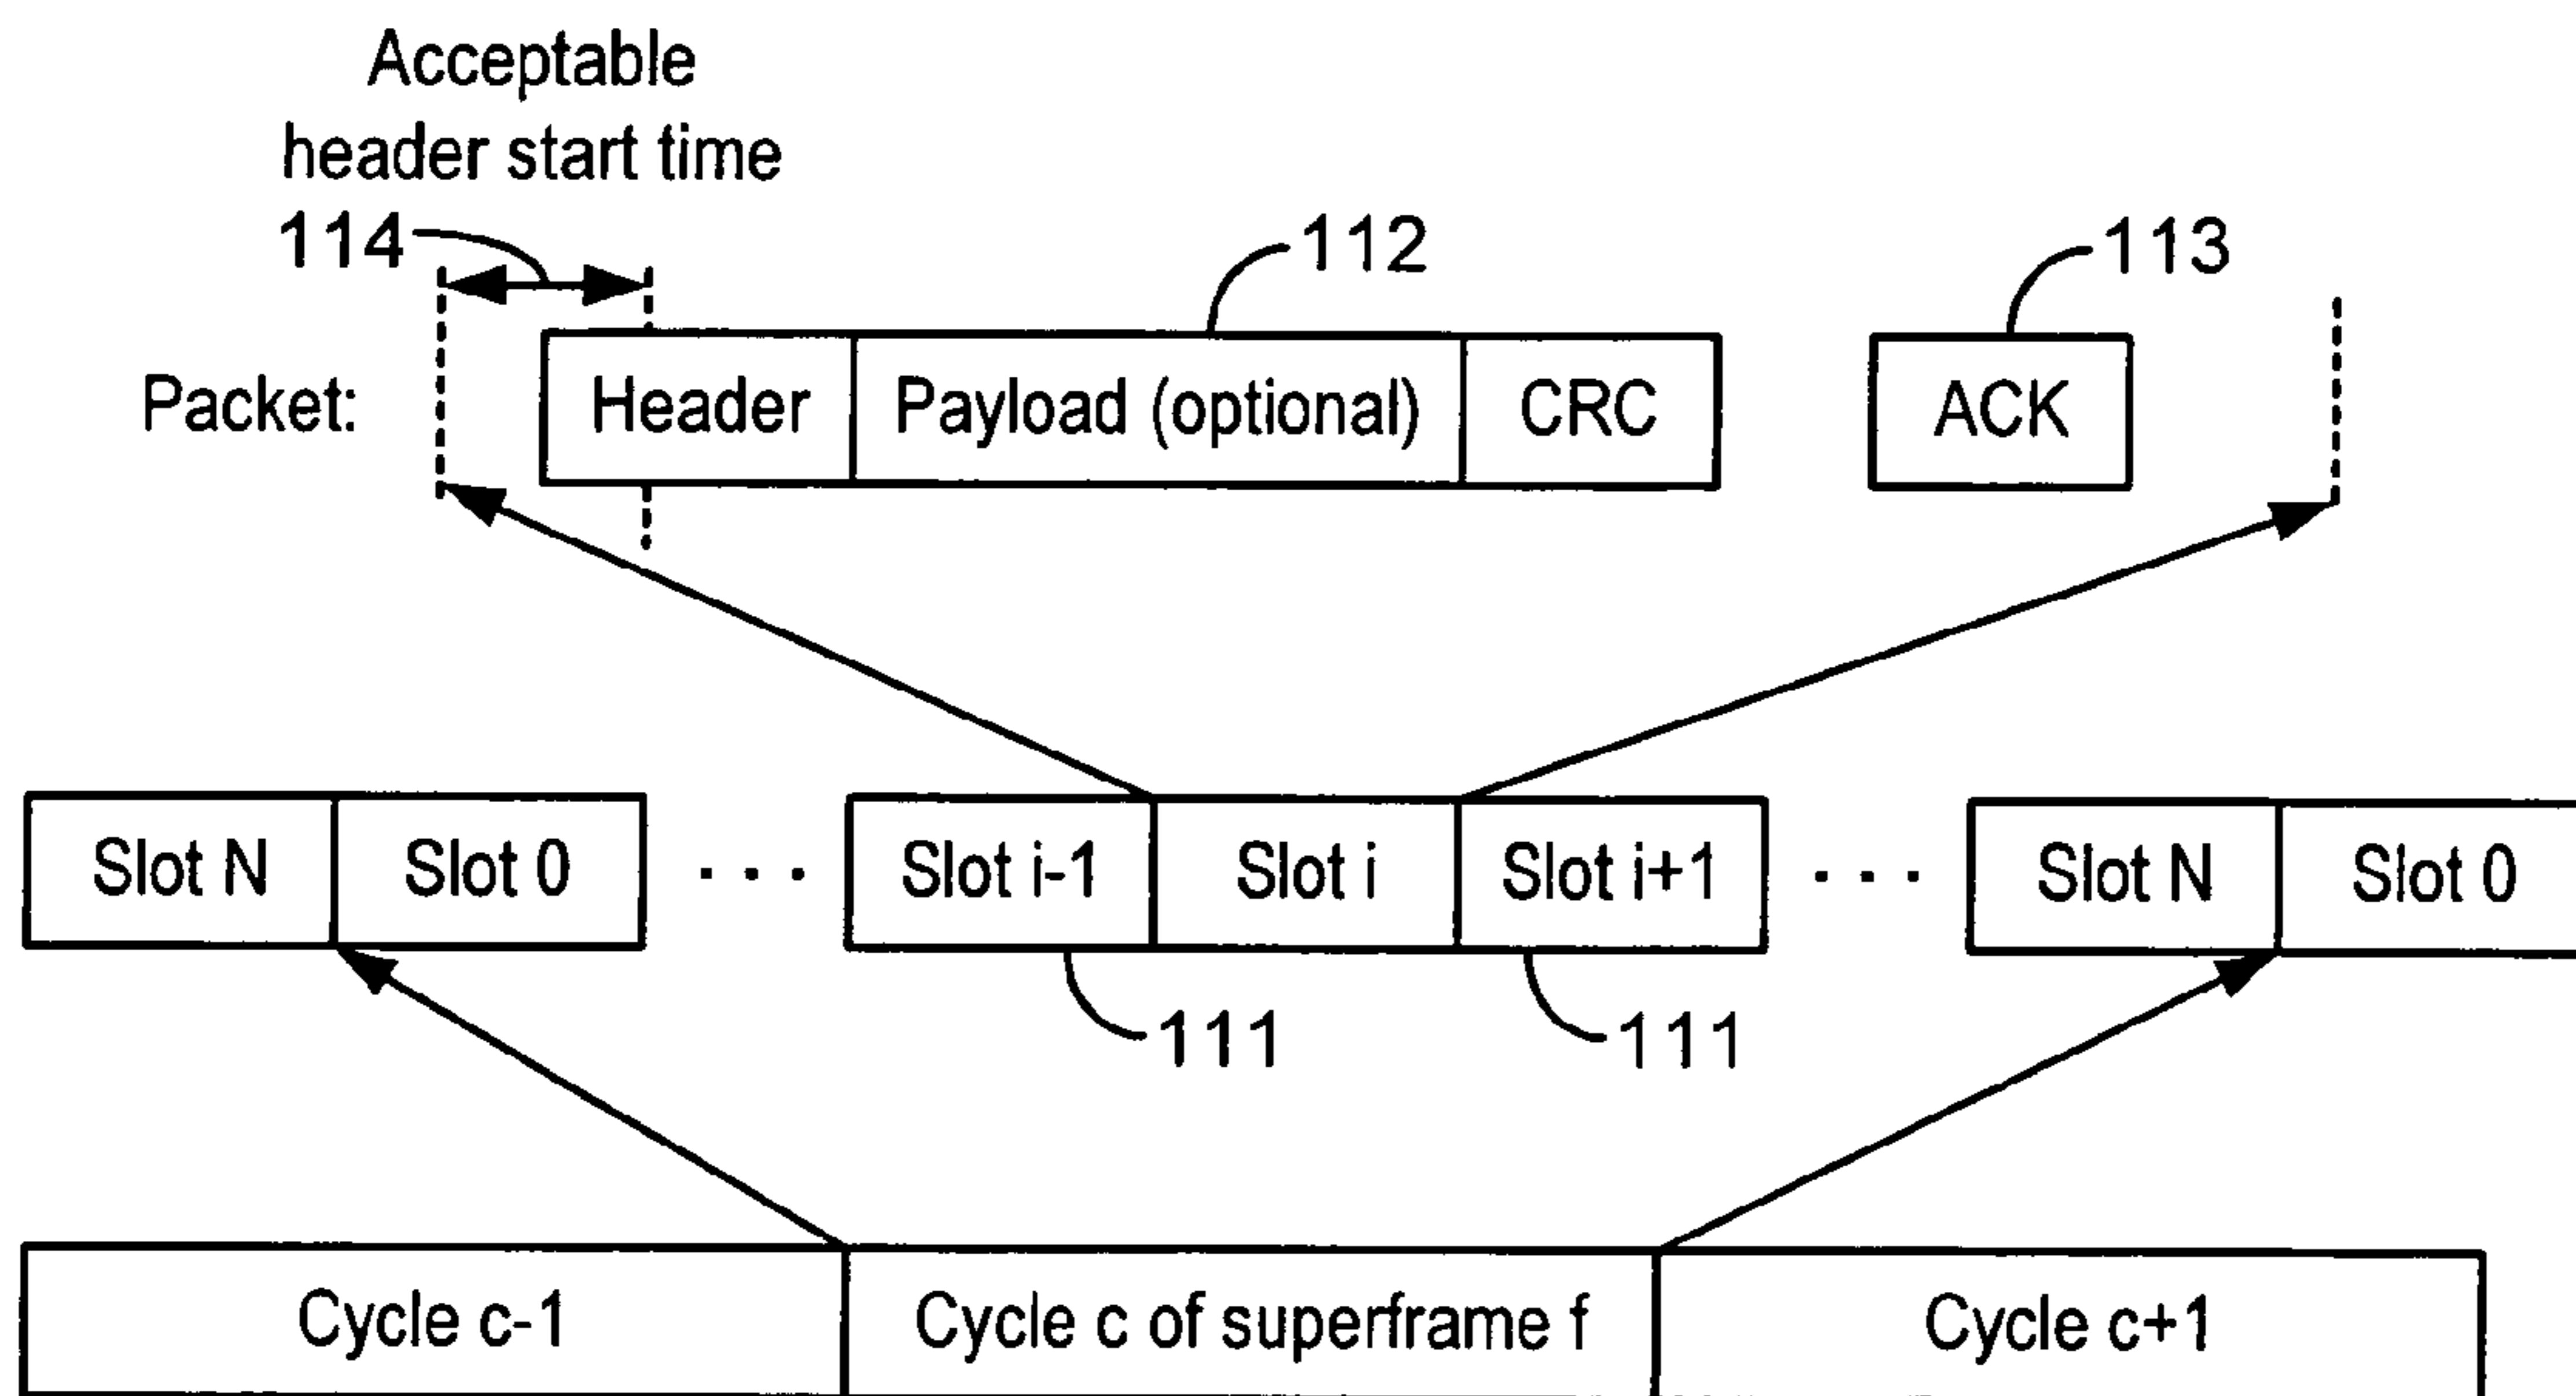 Acceptable
header start time
114
112
113
Packet:
Header
Payload (optional)
CRC
ACK
Slot N
Slot 0
. . .
Slot i-1
Slot i
Slot i+1
. . .
Slot N
Slot 0
111
111
Cycle c-1
Cycle c of superframe f
Cycle c+1